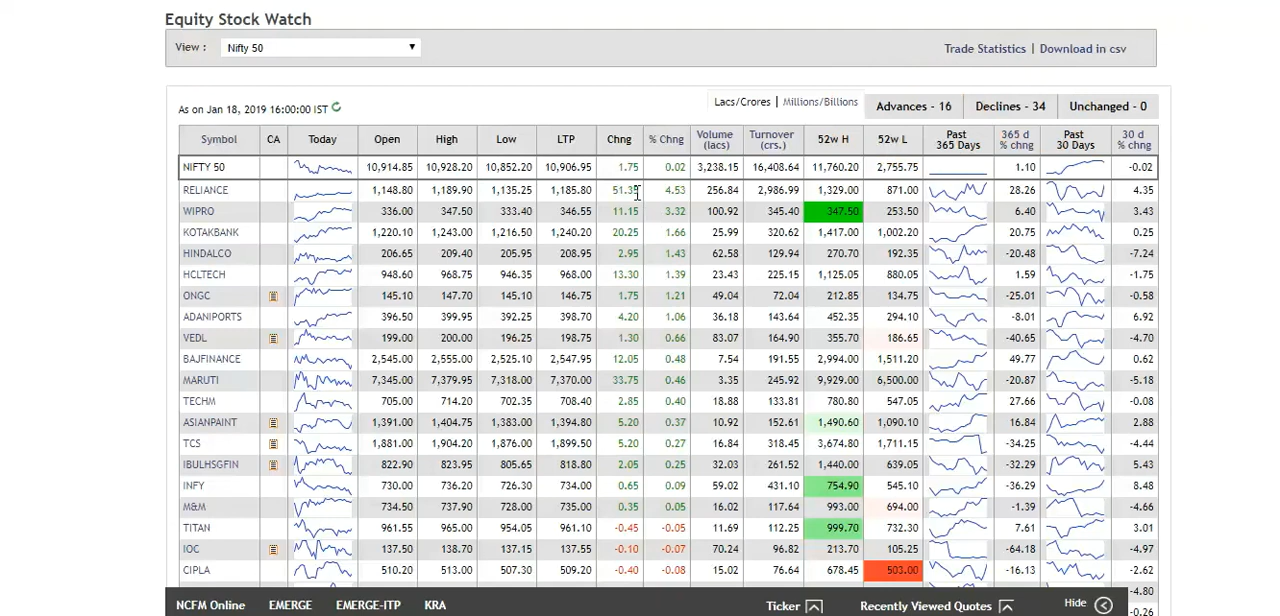 Equity Stock Watch
View : Nifty 50 Trade Statistics | Download in csv
As on Jan 18, 2019 16:00:00 IST Lacs/Crores | Millions/Billions Advances - 16 Declines - 34 Unchanged - 0
Symbol CA Today Open High Low LTP Chng % Chng Volume (lacs) Turnover (crs.) 52w H 52w L Past 365 Days 365 d % chng Past 30 Days 30 d % chng
NIFTY 50 10,914.85 10,928.20 10,852.20 10,906.95 1.75 0.02 3,238.15 16,408.64 11,760.20 2,755.75 1.10 -0.02
RELIANCE 1,148.80 1,189.90 1,135.25 1,185.80 4.53 256.84 2,986.99 1,329.00 871.00 28.26 4.35
WIPRO 336.00 347.50 333.40 346.55 11.15 3.32 100.92 345.40 347.50 253.50 6.40 3.43
KOTAKBANK 1,220.10 1,243.00 1,216.50 1,240.20 20.25 1.66 25.99 320.62 1,417.00 1,002.20 20.75 0.25
HINDALCO 206.65 209.40 205.95 208.95 2.95 1.43 62.58 129.94 270.70 192.35 -20.48 -7.24
HCLTECH 948.60 968.75 946.35 968.00 13.30 1.39 23.43 225.15 1,125.05 880.05 1.59 -1.75
ONGC 145.10 147.70 145.10 146.75 1.75 1.21 49.04 72.04 212.85 134.75 -25.01 -0.58
ADANIPORTS 396.50 399.95 392.25 398.70 4.20 1.06 36.18 143.64 452.35 294.10 -8.01 6.92
VEDL 199.00 200.00 196.25 198.75 1.30 0.66 83.07 164.90 355.70 186.65 -40.65 -4.70
BAJFINANCE 2,545.00 2,555.00 2,525.10 2,547.95 12.05 0.48 7.54 191.55 2,994.00 1,511.20 49.77 0.62
MARUTI 7,345.00 7,379.95 7,318.00 7,370.00 33.75 0.46 3.35 245.92 9,929.00 6,500.00 -20.87 -5.18
TECHM 705.00 714.20 702.35 708.40 2.85 0.40 18.88 133.81 780.80 547.05 27.66 -0.08
ASIANPAINT 1,391.00 1,404.75 1,383.00 1,394.80 5.20 0.37 10.92 152.61 1,490.60 1,090.10 16.84 2.88
TCS 1,881.00 1,904.20 1,876.00 1,899.50 5.20 0.27 16.84 318.45 3,674.80 1,711.15 -34.25 -4.44
IBULHSGFIN 822.90 823.95 805.65 818.80 2.05 0.25 32.03 261.52 1,440.00 639.05 -32.29 5.43
INFY 730.00 736.20 726.30 734.00 0.65 0.09 59.02 431.10 754.90 545.10 -36.29 8.48
M&M 734.50 737.90 728.00 735.00 0.35 0.05 16.02 117.64 993.00 694.00 -1.39 -4.66
TITAN 961.55 965.00 954.05 961.10 -0.45 -0.05 11.69 112.25 999.70 732.30 7.61 3.01
IOC 137.50 138.70 137.15 137.55 -0.10 -0.07 70.24 96.82 213.70 105.25 -64.18 -4.97
CIPLA 510.20 513.00 507.30 509.20 -0.40 -0.08 15.02 76.64 678.45 503.00 -16.13 -2.62
-4.80
NCFM Online EMERGE EMERGE-ITP KRA Ticker Recently Viewed Quotes Hide
-0.26